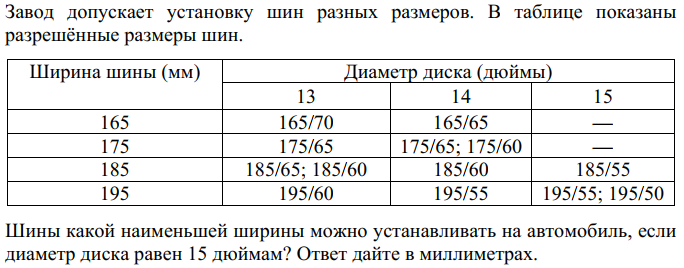 Завод допускает установку шин разных размеров. В таблице показаны
разрешённые размеры шин.
Ширина шины (мм) Диаметр диска (дюймы)
13 14 15
165 165/70 165/65 —
175 175/65 175/65; 175/60 —
185 185/65; 185/60 185/60 185/55
195 195/60 195/55 195/55; 195/50
Шины какой наименьшей ширины можно устанавливать на автомобиль, если
диаметр диска равен 15 дюймам? Ответ дайте в миллиметрах.